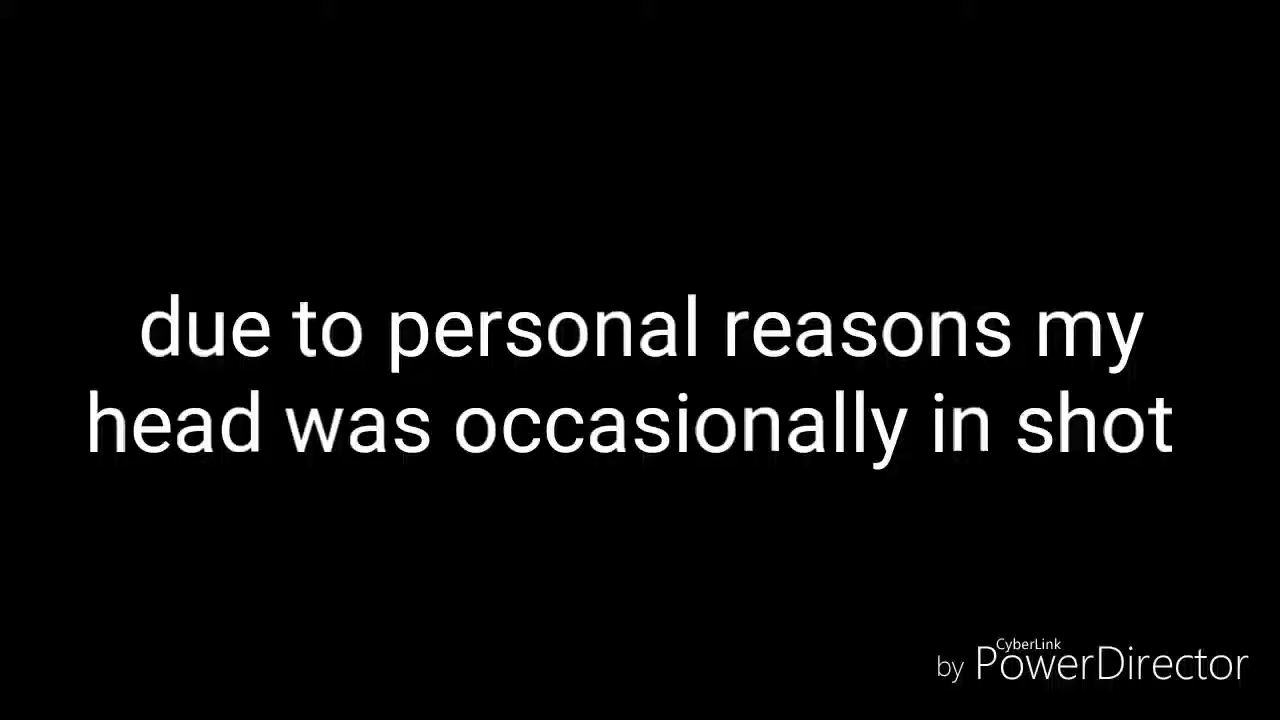 due to personal reasons my
head was occasionally in shot
CyberLink
by PowerDirector